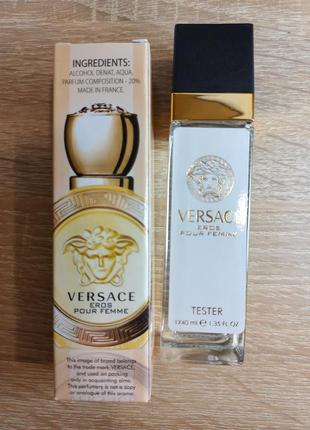 INGREDIENTS:
ALCOHOL DENAT, AQUA,
PARFUM COMPOSITION - 20%
MADE IN FRANCE.
VERSACE
EROS
POUR FEMME
This image of brand belongs
to the trade mark VERSACE,
and used on packing
only in acquainting aims.
This perfumery is not a copy
or analogue of this aroma.
VERSACE
EROS
POUR FEMME
TESTER
1X40 ml ℮ 1.35 FL.OZ